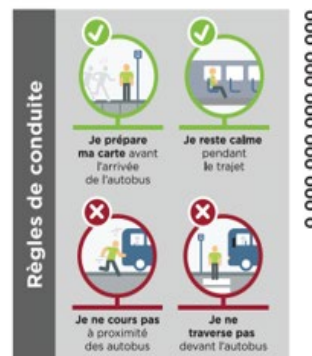 Règles de conduite
Je prépare
ma carte avant
l'arrivée
de l'autobus
Je reste calme
pendant
le trajet
Je ne cours pas
à proximité
des autobus
Je ne
traverse pas
devant l'autobus